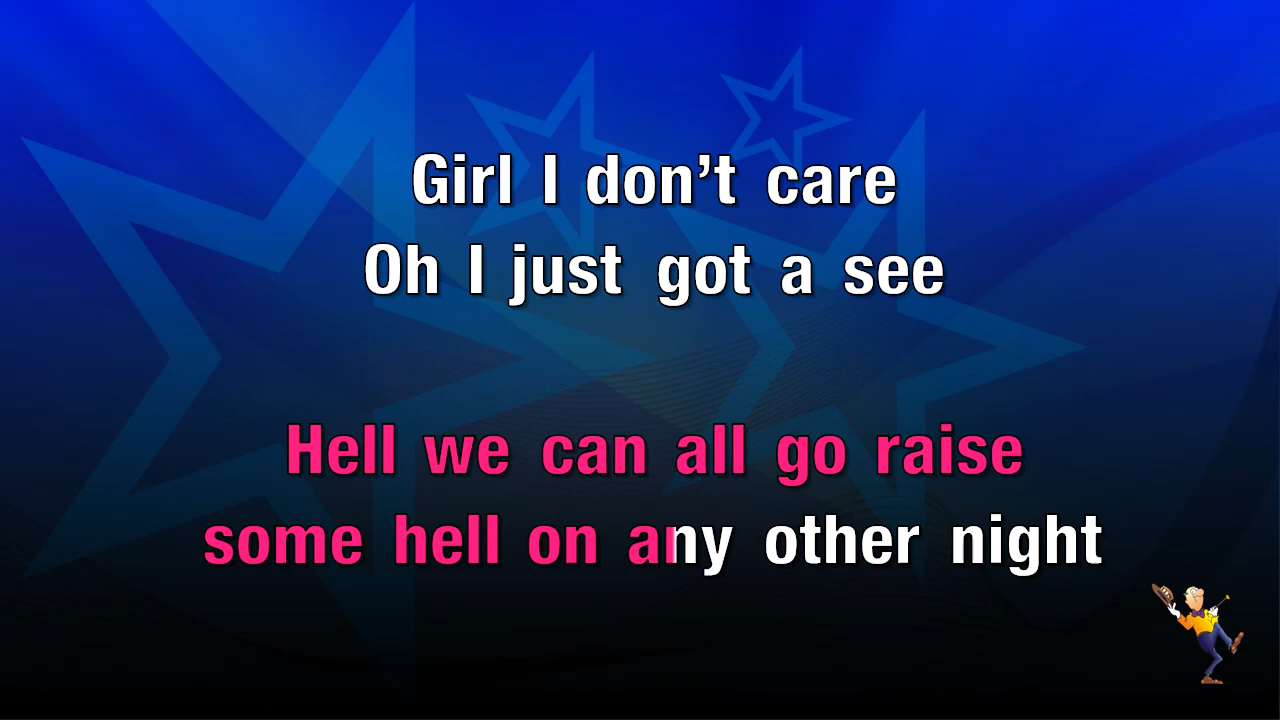 Girl I don’t care
Oh I just got a see
Hell we can all go raise
some hell on any other night